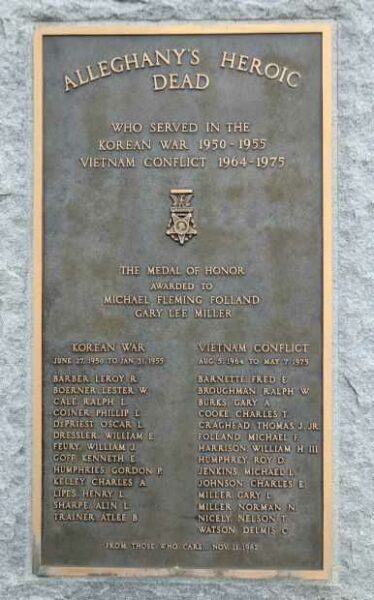 ALLEGHANY'S HEROIC
DEAD
WHO SERVED IN THE
KOREAN WAR 1950-1955
VIETNAM CONFLICT 1964-1975
THE MEDAL OF HONOR
AWARDED TO
MICHAEL FLEMING FOLLAND
GARY LEE MILLER
KOREAN WAR
JUNE 27, 1950 TO JAN. 31, 1955
BARBER LEROY R.
BOERNER LESTER W.
CALE RALPH L.
COINER PHILLIP L.
DePRIEST OSCAR L.
DRESSLER, WILLIAM E.
FEURY, WILLIAM J.
GOFF KENNETH E.
HUMPHRIES GORDON P.
KELLEY CHARLES A.
LIPES HENRY L.
SHARPE ALIN L.
TRAINER ATLEE B.
VIETNAM CONFLICT
AUG. 5, 1964 TO MAY 7, 1975
BARNETTE FRED E.
BROUGHMAN RALPH W.
BURKS GARY A.
COOKE CHARLES T.
CRAGHEAD THOMAS J. JR.
FOLLAND MICHAEL F.
HARRISON WILLIAM H. III
HUMPHREY, ROY D.
JENKINS MICHAEL L.
JOHNSON CHARLES E.
MILLER GARY L.
MILLER NORMAN N.
NICELY NELSON T.
WATSON DELMIS C.
FROM THOSE WHO CARE... NOV. 11, 1982